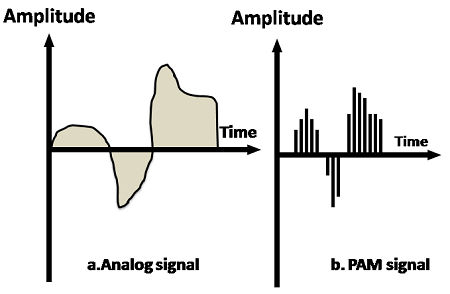 Amplitude
Amplitude
Time
Time
a.Analog signal
b. PAM signal